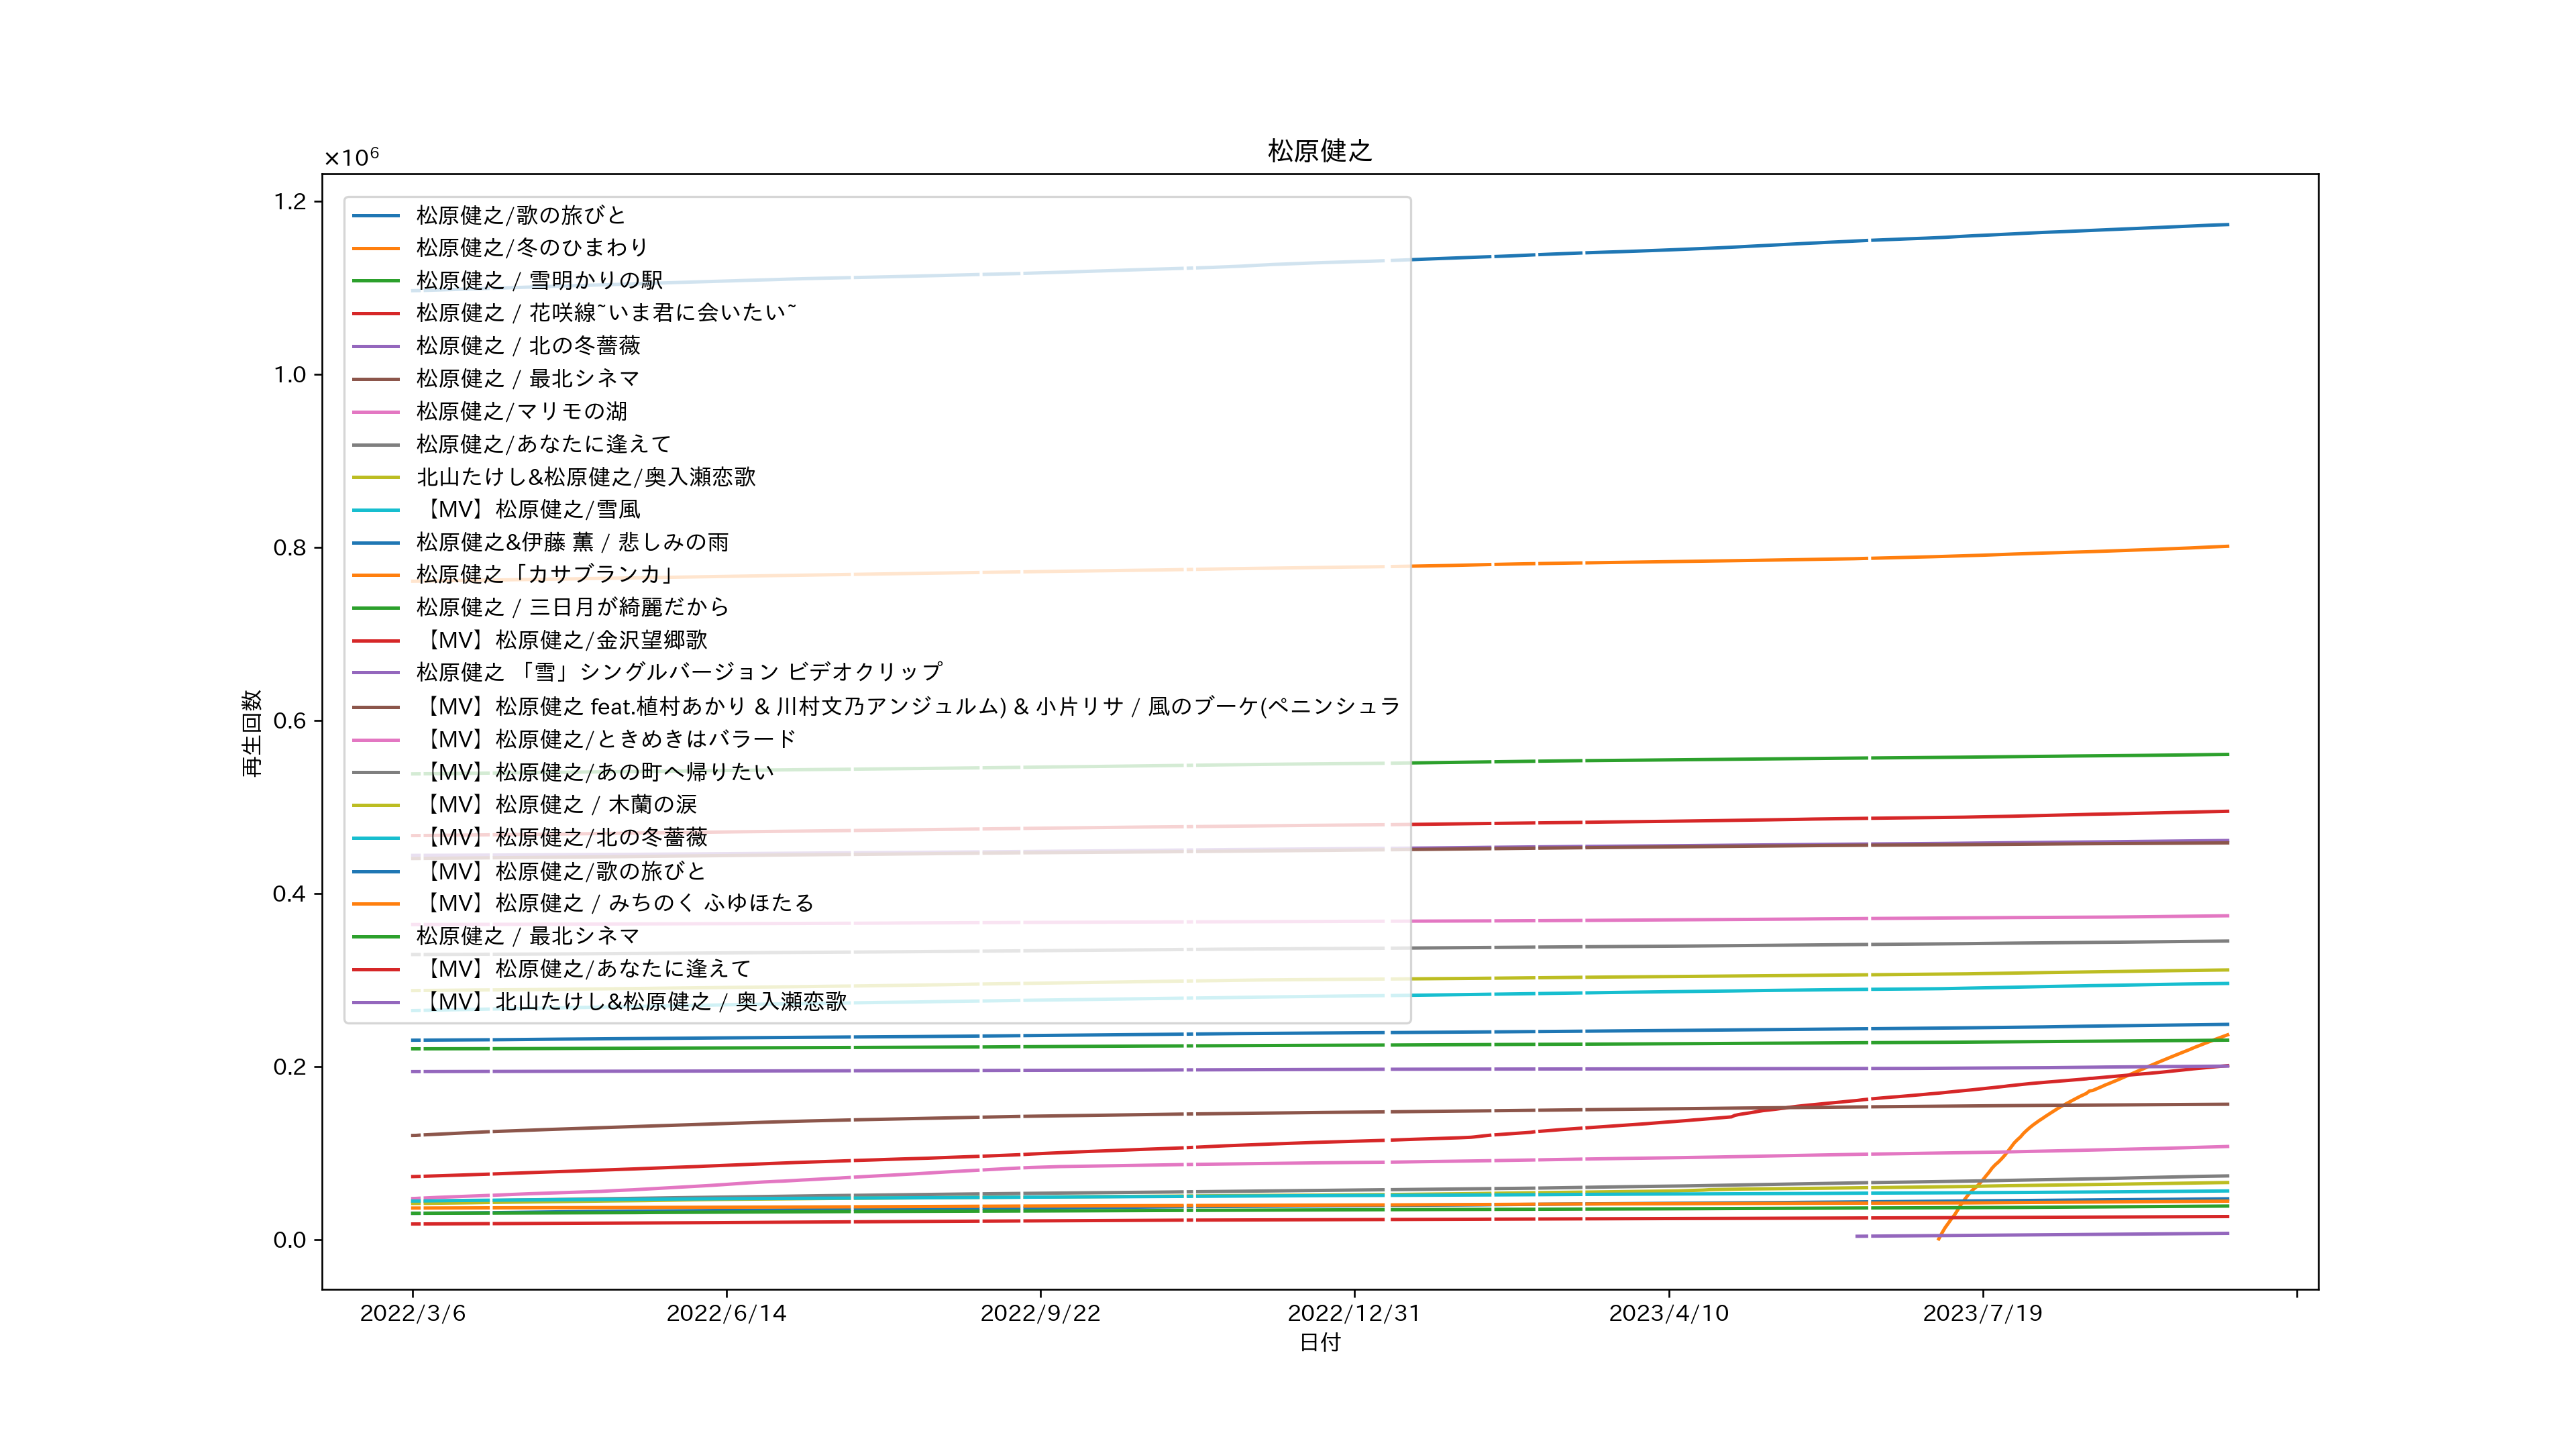 松原健之
×10⁶
1.2
1.0
0.8
0.6
0.4
0.2
0.0
再生回数
松原健之/歌の旅びと
松原健之/冬のひまわり
松原健之 / 雪明かりの駅
松原健之 / 花咲線~いま君に会いたい~
松原健之 / 北の冬薔薇
松原健之 / 最北シネマ
松原健之/マリモの湖
松原健之/あなたに逢えて
北山たけし&松原健之/奥入瀬恋歌
【MV】松原健之/雪風
松原健之&伊藤 薫 / 悲しみの雨
松原健之「カサブランカ」
松原健之 / 三日月が綺麗だから
【MV】松原健之/金沢望郷歌
松原健之 「雪」シングルバージョン ビデオクリップ
【MV】松原健之 feat.植村あかり & 川村文乃アンジュルム) & 小片リサ / 風のブーケ(ペニンシュラ
【MV】松原健之/ときめきはバラード
【MV】松原健之/あの町へ帰りたい
【MV】松原健之 / 木蘭の涙
【MV】松原健之/北の冬薔薇
【MV】松原健之/歌の旅びと
【MV】松原健之 / みちのく ふゆほたる
松原健之 / 最北シネマ
【MV】松原健之/あなたに逢えて
【MV】北山たけし&松原健之 / 奥入瀬恋歌
2022/3/6
2022/6/14
2022/9/22
2022/12/31
2023/4/10
2023/7/19
日付